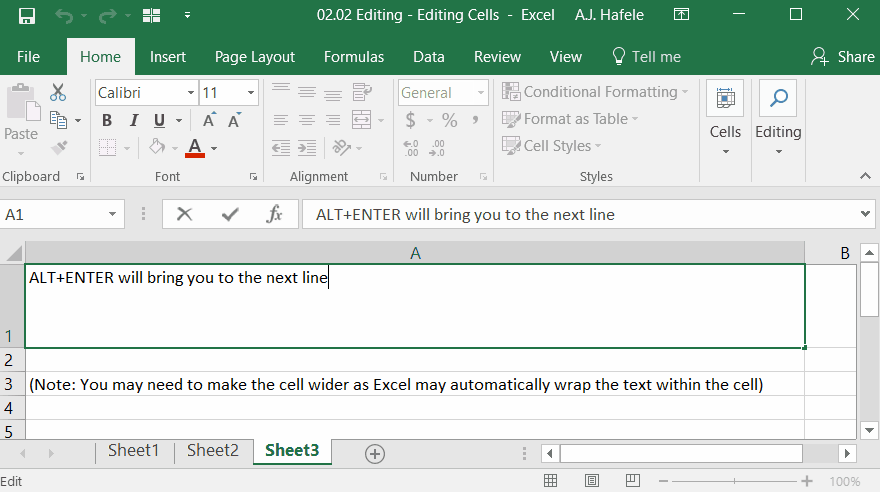 02.02 Editing - Editing Cells - Excel A.J. Hafele
File Home Insert Page Layout Formulas Data Review View Tell me Share
Calibri 11 General Conditional Formatting
Paste B I U A A $ % , Format as Table Cells Editing
A .00 .00 Cell Styles
Clipboard Font Alignment Number Styles
A1 fx ALT+ENTER will bring you to the next line
A B
ALT+ENTER will bring you to the next line
1
2
3 (Note: You may need to make the cell wider as Excel may automatically wrap the text within the cell)
4
5
Sheet1 Sheet2 Sheet3
Edit 100%